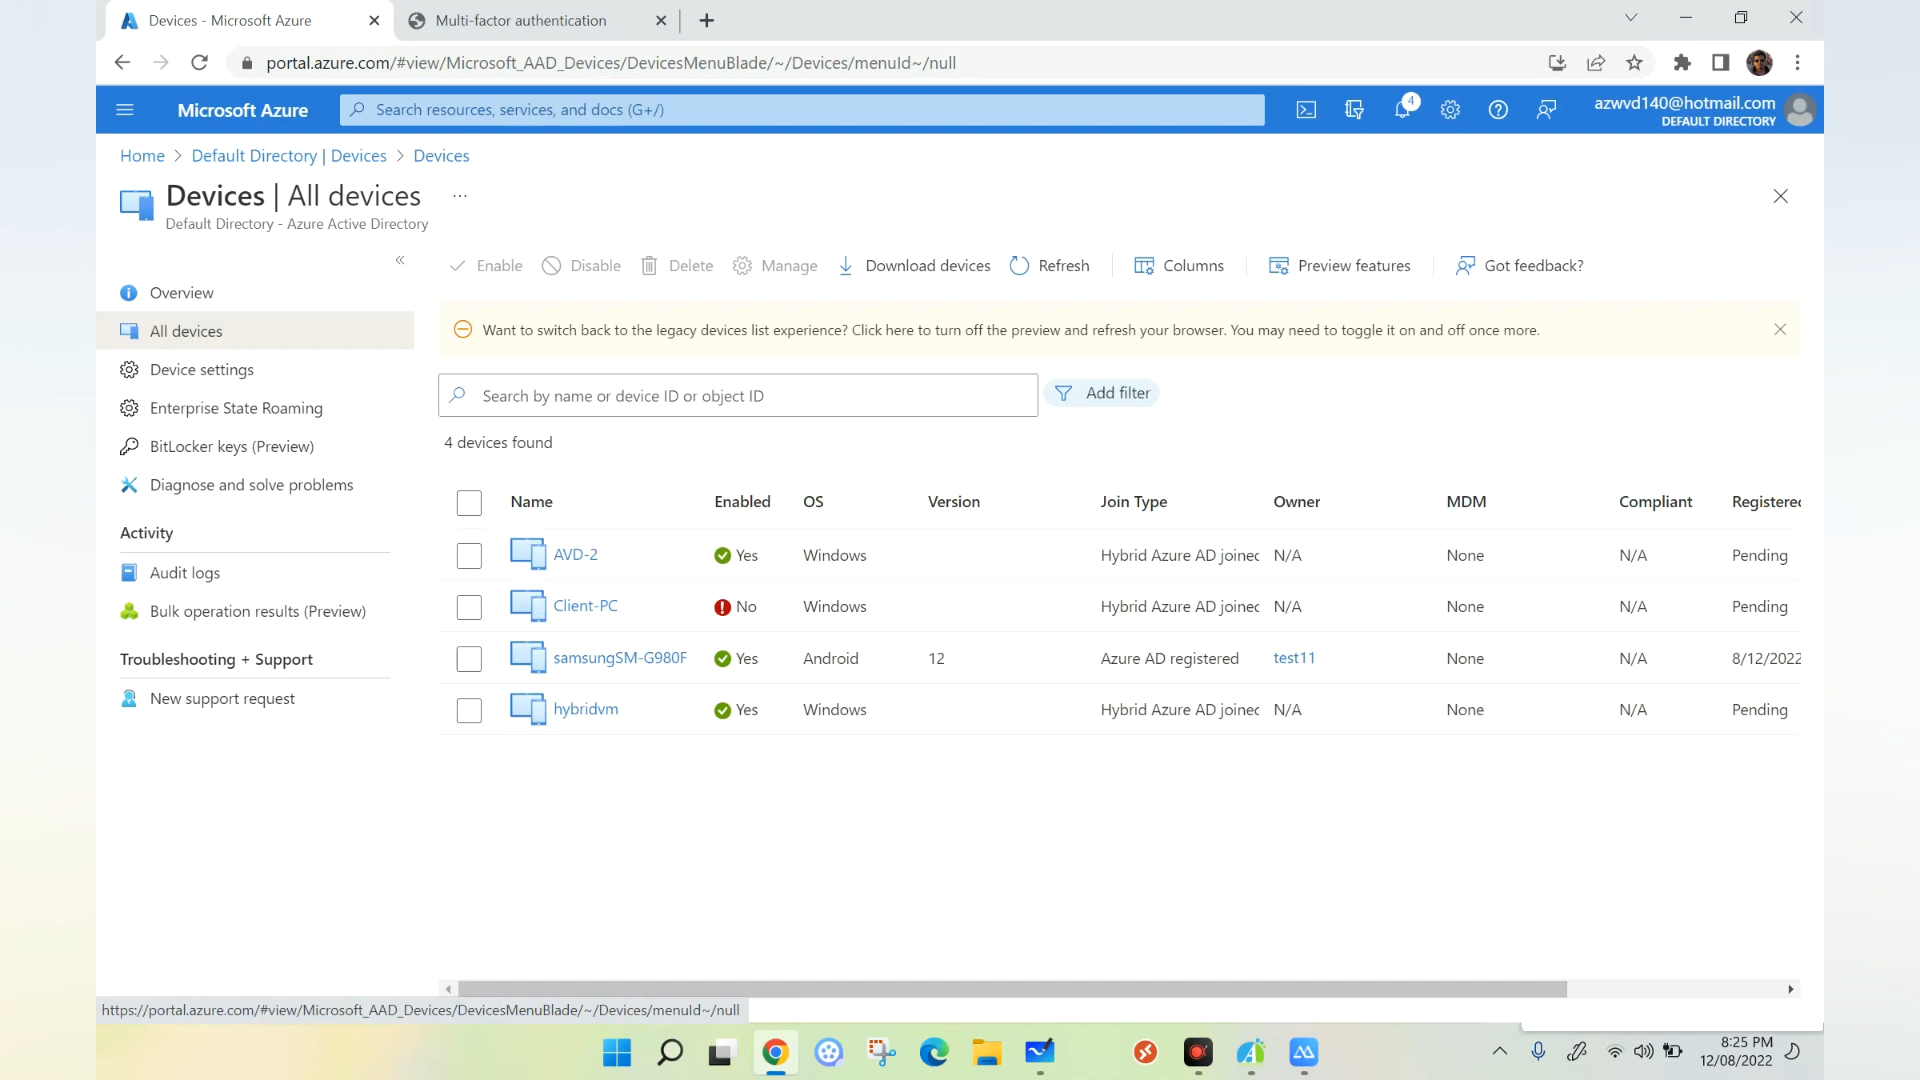 Devices - Microsoft Azure
Multi-factor authentication
portal.azure.com/#view/Microsoft_AAD_Devices/DevicesMenuBlade/~/Devices/menuId~/null
Microsoft Azure
Search resources, services, and docs (G+/)
4
azwvd140@hotmail.com
DEFAULT DIRECTORY
Home > Default Directory | Devices > Devices
Devices | All devices
...
Default Directory - Azure Active Directory
Enable
Disable
Delete
Manage
Download devices
Refresh
Columns
Preview features
Got feedback?
Overview
All devices
Device settings
Enterprise State Roaming
BitLocker keys (Preview)
Diagnose and solve problems
Activity
Audit logs
Bulk operation results (Preview)
Troubleshooting + Support
New support request
Want to switch back to the legacy devices list experience? Click here to turn off the preview and refresh your browser. You may need to toggle it on and off once more.
Search by name or device ID or object ID
Add filter
4 devices found
Name Enabled OS Version Join Type Owner MDM Compliant Registered
AVD-2 Yes Windows Hybrid Azure AD joined N/A None N/A Pending
Client-PC No Windows Hybrid Azure AD joined N/A None N/A Pending
samsungSM-G980F Yes Android 12 Azure AD registered test11 None N/A 8/12/2022
hybridvm Yes Windows Hybrid Azure AD joined N/A None N/A Pending
https://portal.azure.com/#view/Microsoft_AAD_Devices/DevicesMenuBlade/~/Devices/menuId~/null
8:25 PM
12/08/2022